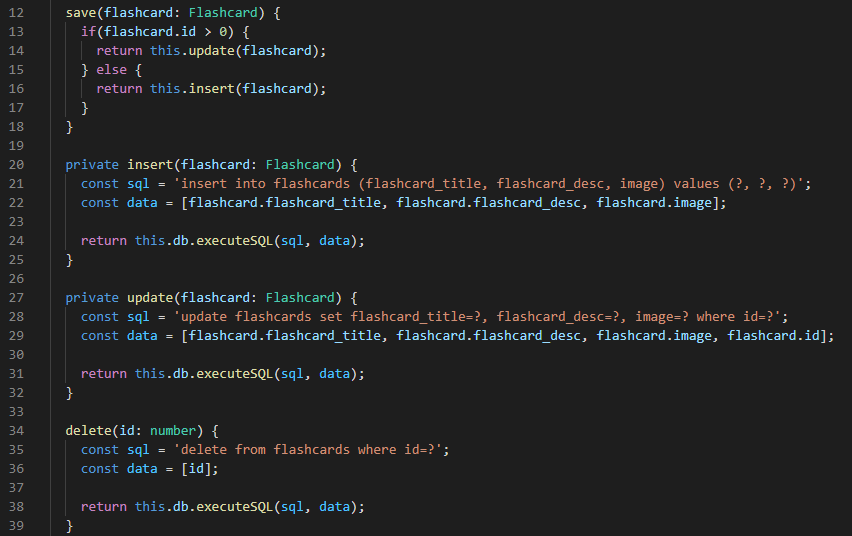 12 save(flashcard: Flashcard) {
13 if(flashcard.id > 0) {
14 return this.update(flashcard);
15 } else {
16 return this.insert(flashcard);
17 }
18 }
19
20 private insert(flashcard: Flashcard) {
21 const sql = 'insert into flashcards (flashcard_title, flashcard_desc, image) values (?, ?, ?)';
22 const data = [flashcard.flashcard_title, flashcard.flashcard_desc, flashcard.image];
23
24 return this.db.executeSQL(sql, data);
25 }
26
27 private update(flashcard: Flashcard) {
28 const sql = 'update flashcards set flashcard_title=?, flashcard_desc=?, image=? where id=?';
29 const data = [flashcard.flashcard_title, flashcard.flashcard_desc, flashcard.image, flashcard.id];
30
31 return this.db.executeSQL(sql, data);
32 }
33
34 delete(id: number) {
35 const sql = 'delete from flashcards where id=?';
36 const data = [id];
37
38 return this.db.executeSQL(sql, data);
39 }